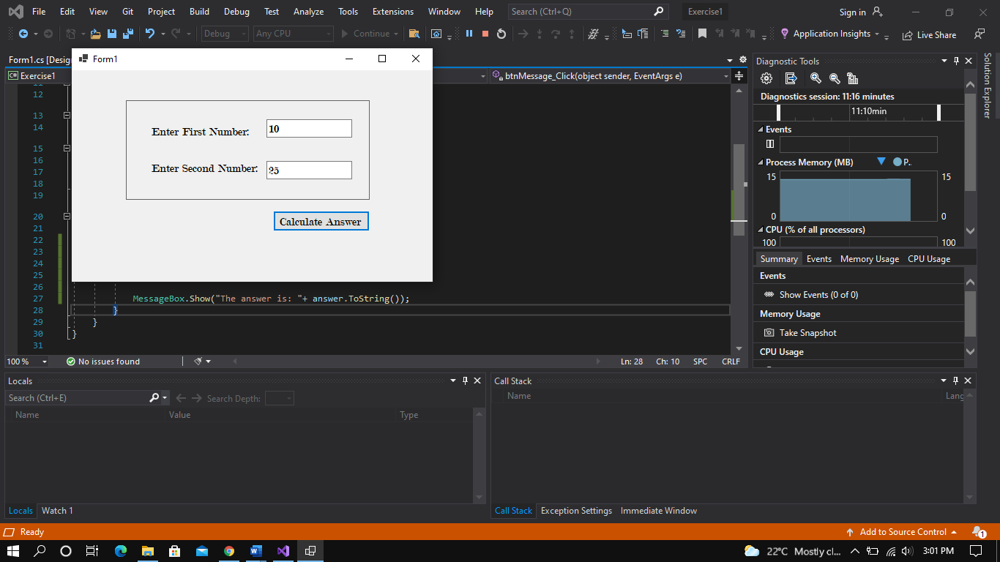 File Edit View Git Project Build Debug Test Analyze Tools Extensions Window Help Search (Ctrl+Q) Exercise1 Sign in
Debug Any CPU Continue Application Insights Live Share
Form1.cs [Desig
Form1
Exercise1 btnMessage_Click(object sender, EventArgs e)
12
13
14
15
16
17
18
19
20
21
22
23
24
25
26
27 MessageBox.Show("The answer is: "+ answer.ToString());
28 }
29 }
30 }
31
Enter First Number: 10
Enter Second Number: 25
Calculate Answer
100 % No issues found Ln: 28 Ch: 10 SPC CRLF
Diagnostic Tools
Diagnostics session: 11:16 minutes
11:10min
Events
Process Memory (MB) P..
15 15
0 0
CPU (% of all processors)
100 100
Summary Events Memory Usage CPU Usage
Events
Show Events (0 of 0)
Memory Usage
Take Snapshot
CPU Usage
Solution Explorer
Locals
Search (Ctrl+E) Search Depth:
Name Value Type
Locals Watch 1
Call Stack
Name Lang
Call Stack Exception Settings Immediate Window
Ready Add to Source Control 1
22°C Mostly cl... 3:01 PM